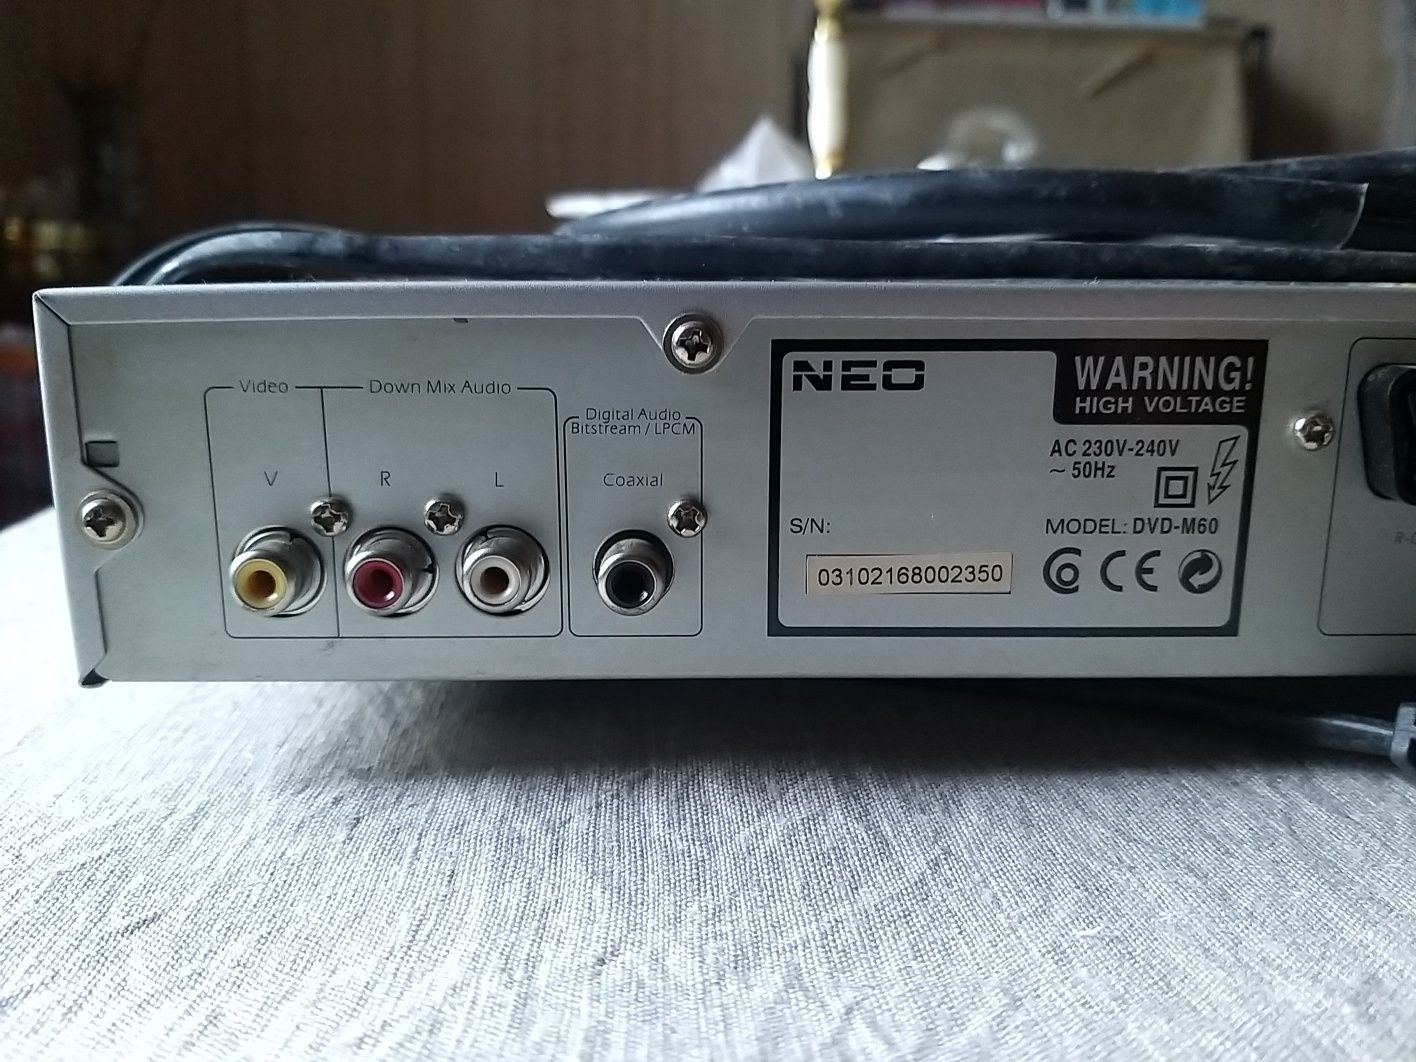 Video
Down Mix Audio
V
R
L
Digital Audio
Bitstream / LPCM
Coaxial
NEO
WARNING!
HIGH VOLTAGE
AC 230V-240V
~ 50Hz
S/N:
MODEL: DVD-M60
03102168002350
CE